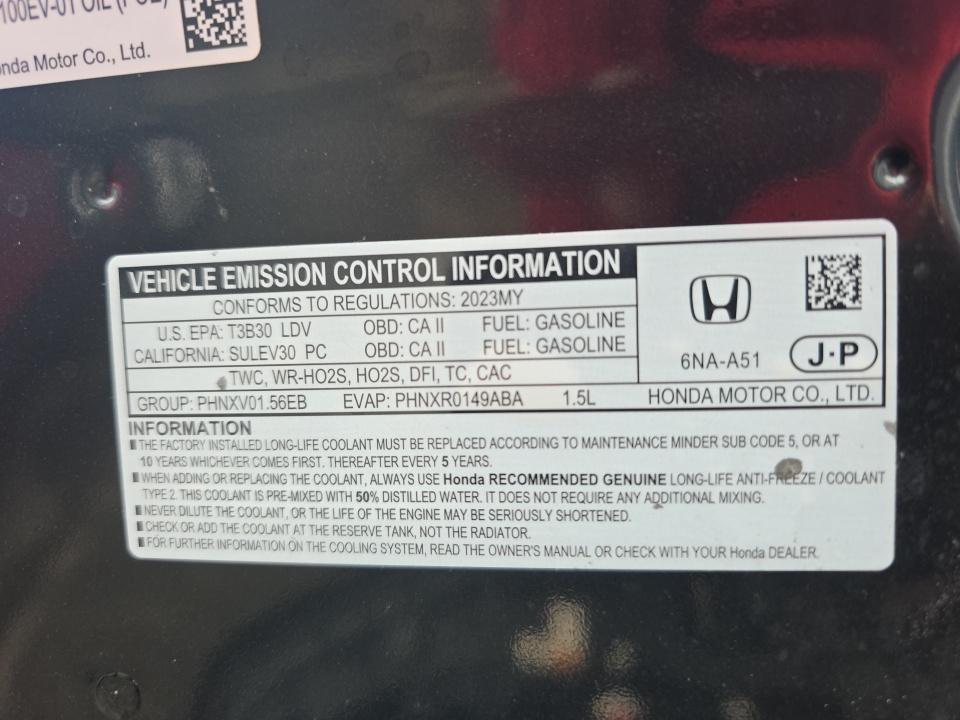 100EV-01 OIL
Honda Motor Co., Ltd.
VEHICLE EMISSION CONTROL INFORMATION
CONFORMS TO REGULATIONS: 2023MY
U.S. EPA: T3B30 LDV OBD: CA II FUEL: GASOLINE
CALIFORNIA: SULEV30 PC OBD: CA II FUEL: GASOLINE
TWC, WR-HO2S, HO2S, DFI, TC, CAC
GROUP: PHNXV01.56EB EVAP: PHNXR0149ABA 1.5L
6NA-A51 J-P
HONDA MOTOR CO., LTD.
INFORMATION
THE FACTORY INSTALLED LONG-LIFE COOLANT MUST BE REPLACED ACCORDING TO MAINTENANCE MINDER SUB CODE 5, OR AT
10 YEARS WHICHEVER COMES FIRST. THEREAFTER EVERY 5 YEARS.
WHEN ADDING OR REPLACING THE COOLANT, ALWAYS USE Honda RECOMMENDED GENUINE LONG-LIFE ANTI-FREEZE / COOLANT
TYPE 2. THIS COOLANT IS PRE-MIXED WITH 50% DISTILLED WATER. IT DOES NOT REQUIRE ANY ADDITIONAL MIXING.
NEVER DILUTE THE COOLANT, OR THE LIFE OF THE ENGINE MAY BE SERIOUSLY SHORTENED.
CHECK OR ADD THE COOLANT AT THE RESERVE TANK, NOT THE RADIATOR.
FOR FURTHER INFORMATION ON THE COOLING SYSTEM, READ THE OWNER'S MANUAL OR CHECK WITH YOUR Honda DEALER.